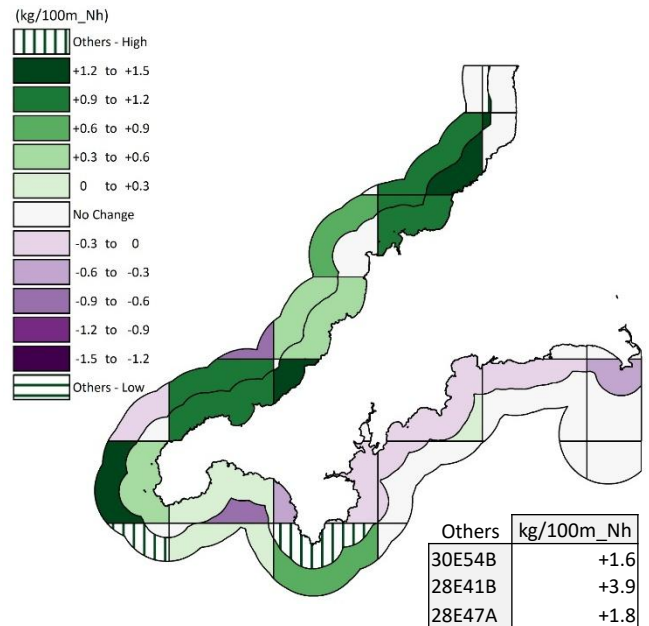 (kg/100m_Nh)
Others - High
+1.2 to +1.5
+0.9 to +1.2
+0.6 to +0.9
+0.3 to +0.6
0 to +0.3
No Change
-0.3 to 0
-0.6 to -0.3
-0.9 to -0.6
-1.2 to -0.9
-1.5 to -1.2
Others - Low
Others kg/100m_Nh
30E54B +1.6
28E41B +3.9
28E47A +1.8